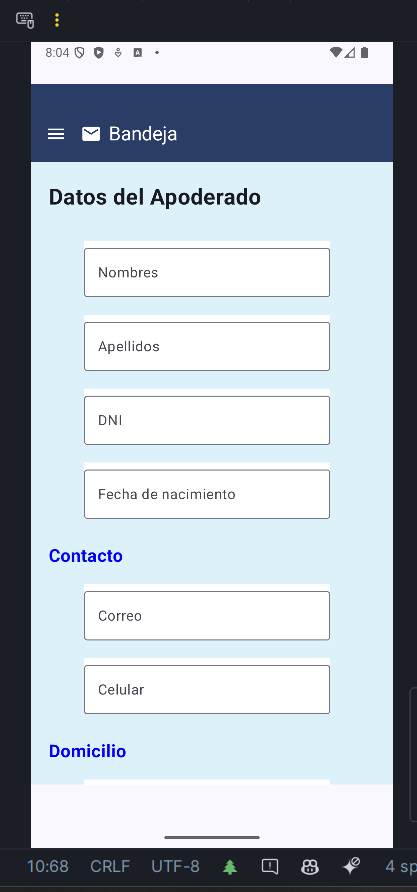 8:04
Bandeja
Datos del Apoderado
Nombres
Apellidos
DNI
Fecha de nacimiento
Contacto
Correo
Celular
Domicilio
10:68 CRLF UTF-8 4 sp